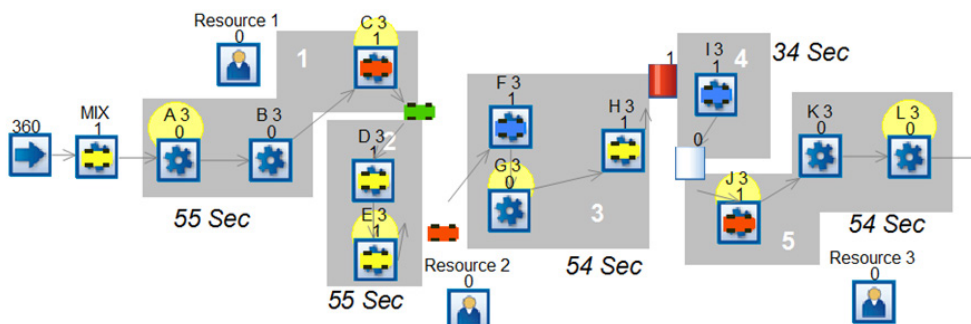 Resource 1
0
360
MIX
1
A 3
0
B 3
0
55 Sec
1
C 3
1
2
D 3
1
E 3
1
55 Sec
Resource 2
0
F 3
1
G 3
0
H 3
1
3
54 Sec
1
I 3
1
4
34 Sec
0
J 3
1
5
K 3
0
L 3
0
54 Sec
Resource 3
0